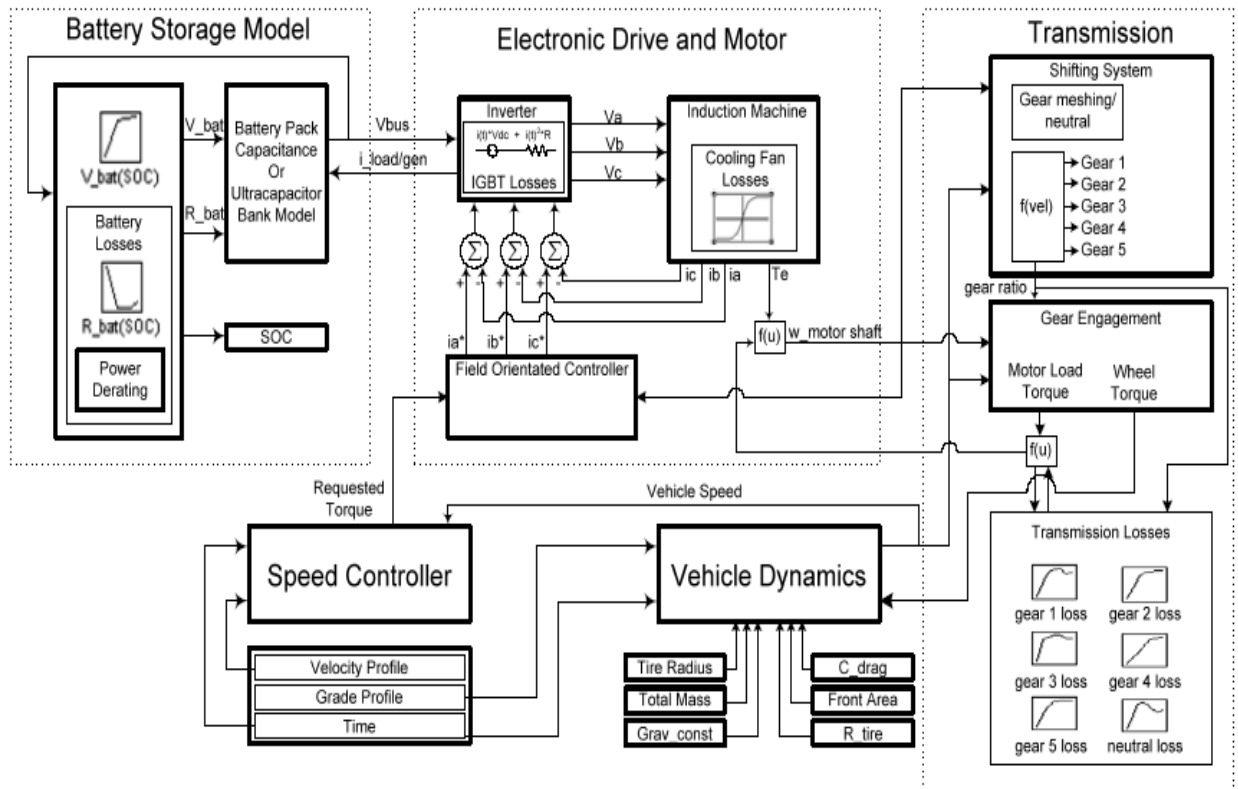 Battery Storage Model
V_bat(SOC)
Battery
Losses
R_bat(SOC)
Power
Derating
V_bat
R_bat
Battery Pack
Capacitance
Or
Ultracapacitor
Bank Model
SOC
Vbus
i_load/gen
Electronic Drive and Motor
Inverter
i(t)*Vdc + i(t)²*R
IGBT Losses
Va
Vb
Vc
Induction Machine
Cooling Fan
Losses
Σ
Σ
Σ
+ - + - + -
ic ib ia Te
ia* ib* ic*
f(u)
w_motor shaft
Field Orientated Controller
Transmission
Shifting System
Gear meshing/
neutral
f(vel)
Gear 1
Gear 2
Gear 3
Gear 4
Gear 5
gear ratio
Gear Engagement
Motor Load
Torque
Wheel
Torque
f(u)
Transmission Losses
gear 1 loss
gear 2 loss
gear 3 loss
gear 4 loss
gear 5 loss
neutral loss
Requested
Torque
Vehicle Speed
Speed Controller
Vehicle Dynamics
Velocity Profile
Grade Profile
Time
Tire Radius
Total Mass
Grav_const
C_drag
Front Area
R_tire